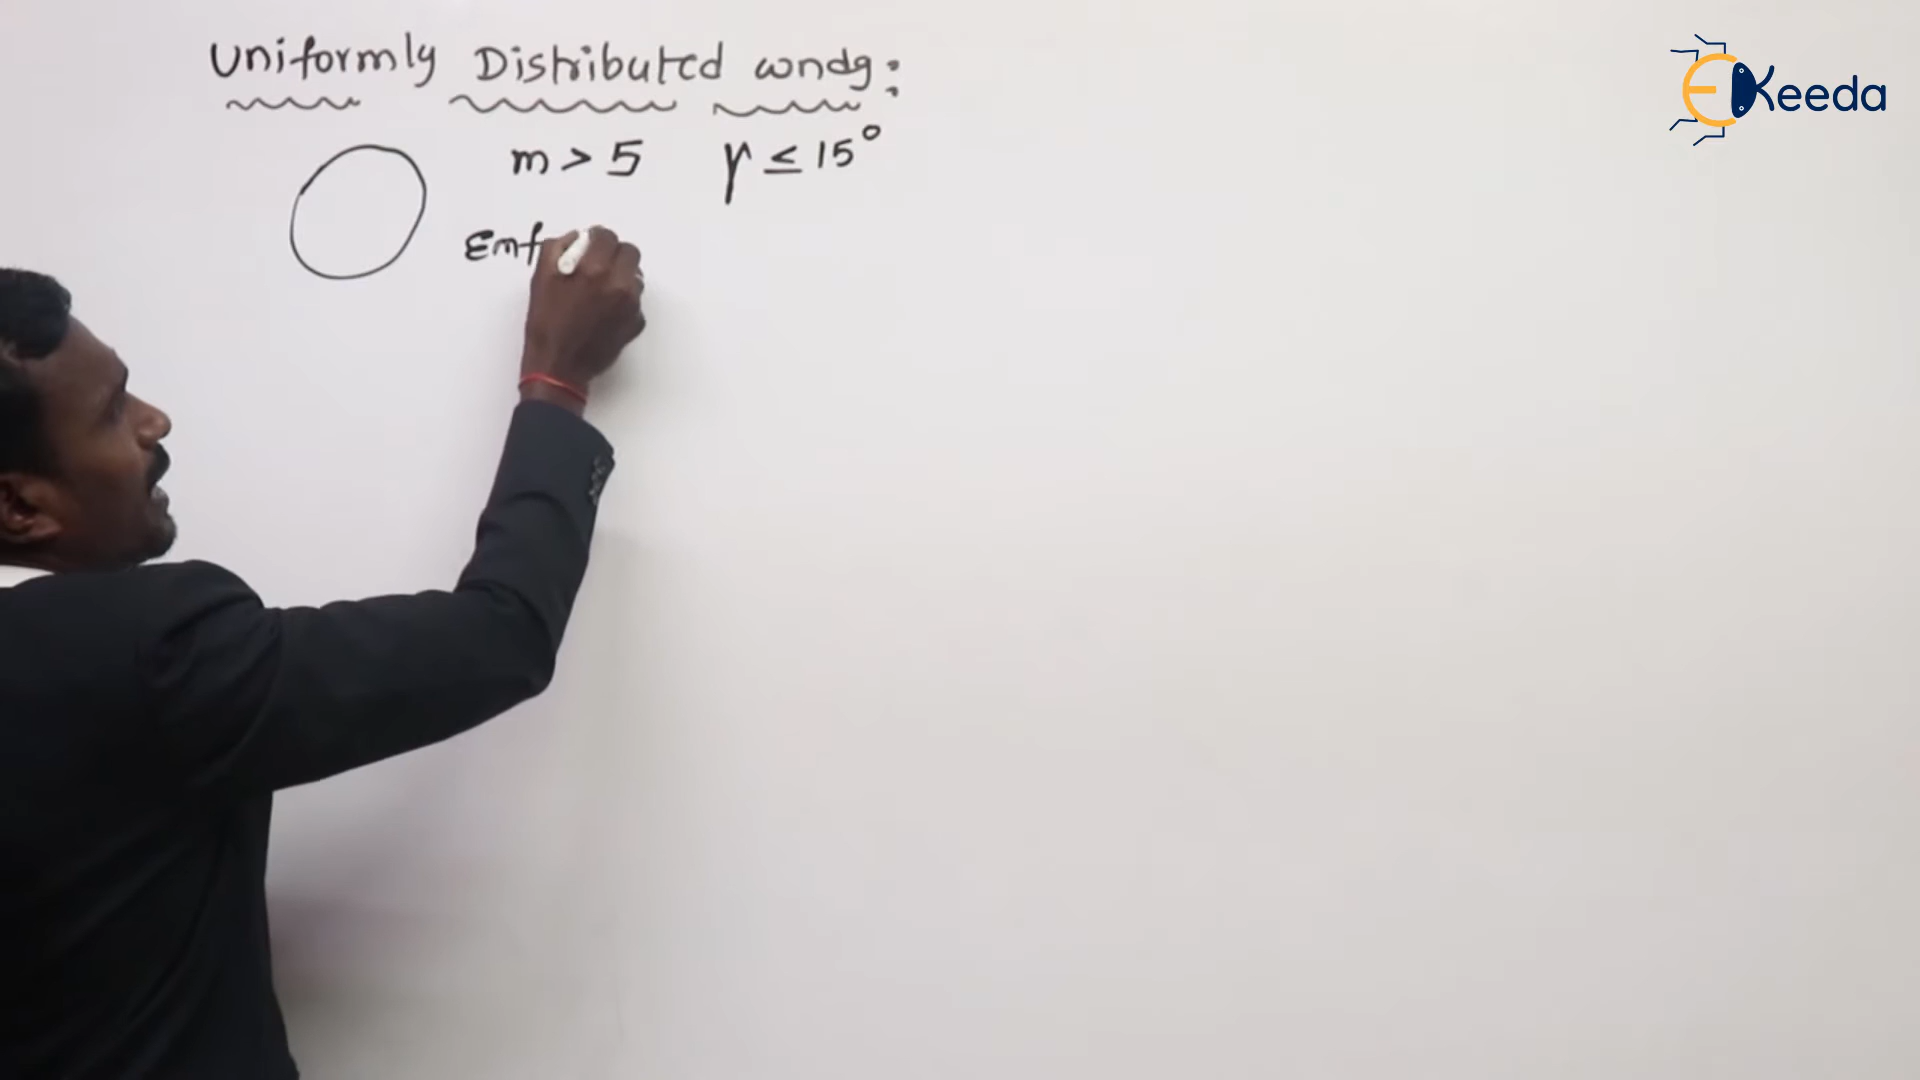 Uniformly Distributed wndg:
m > 5 γ ≤ 15°
Emf
EKeeda